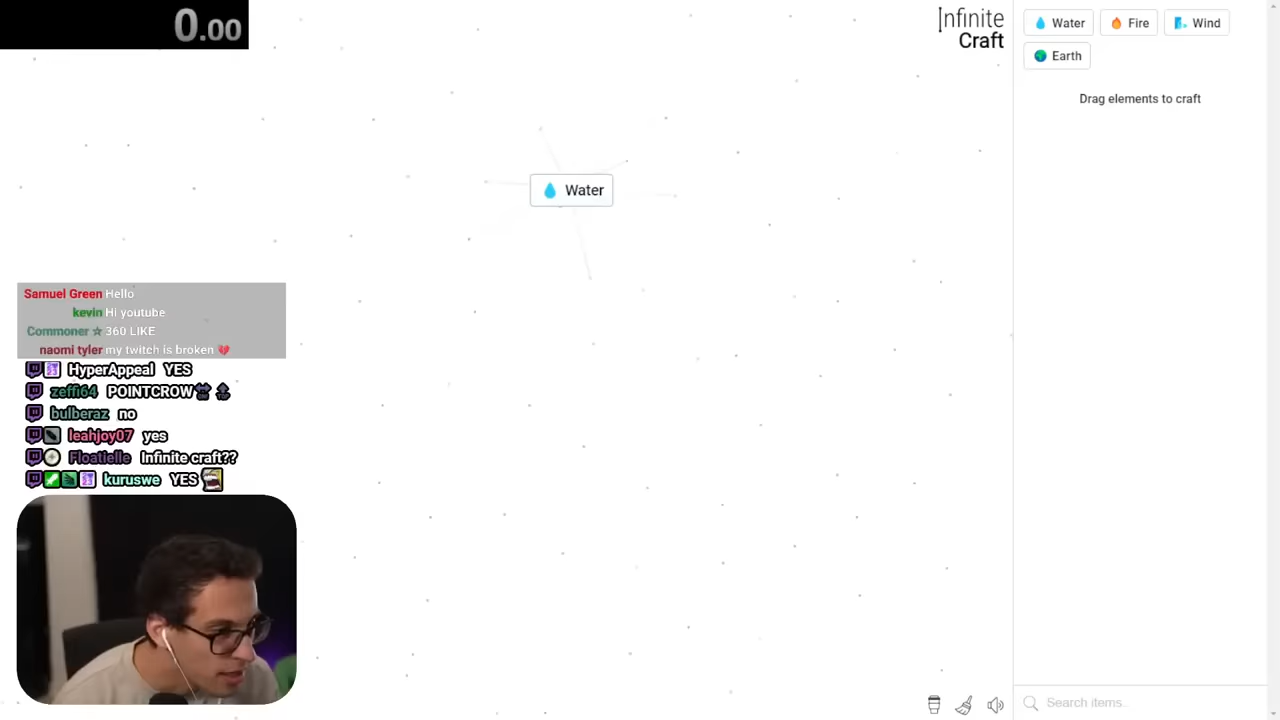 0.00
Infinite
Craft
Water
Fire
Wind
Earth
Drag elements to craft
Water
Samuel Green Hello
kevin Hi youtube
Commoner ☆ 360 LIKE
naomi tyler my twitch is broken 💔
HyperAppeal YES
zeffi64 POINTCROW
bulberaz no
leahjoy07 yes
Floatielle Infinite craft??
kuruswe YES
Search items.